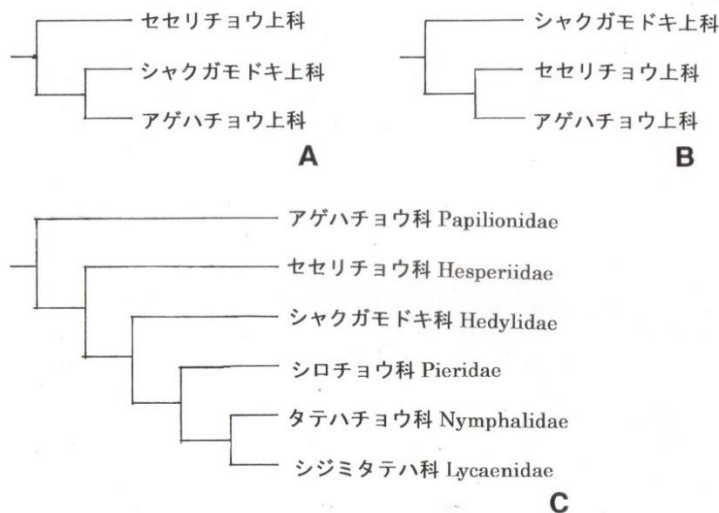 セセリチョウ上科
シャクガモドキ上科
アゲハチョウ上科
A
シャクガモドキ上科
セセリチョウ上科
アゲハチョウ上科
B
アゲハチョウ科 Papilionidae
セセリチョウ科 Hesperiidae
シャクガモドキ科 Hedylidae
シロチョウ科 Pieridae
タテハチョウ科 Nymphalidae
シジミタテハ科 Lycaenidae
C